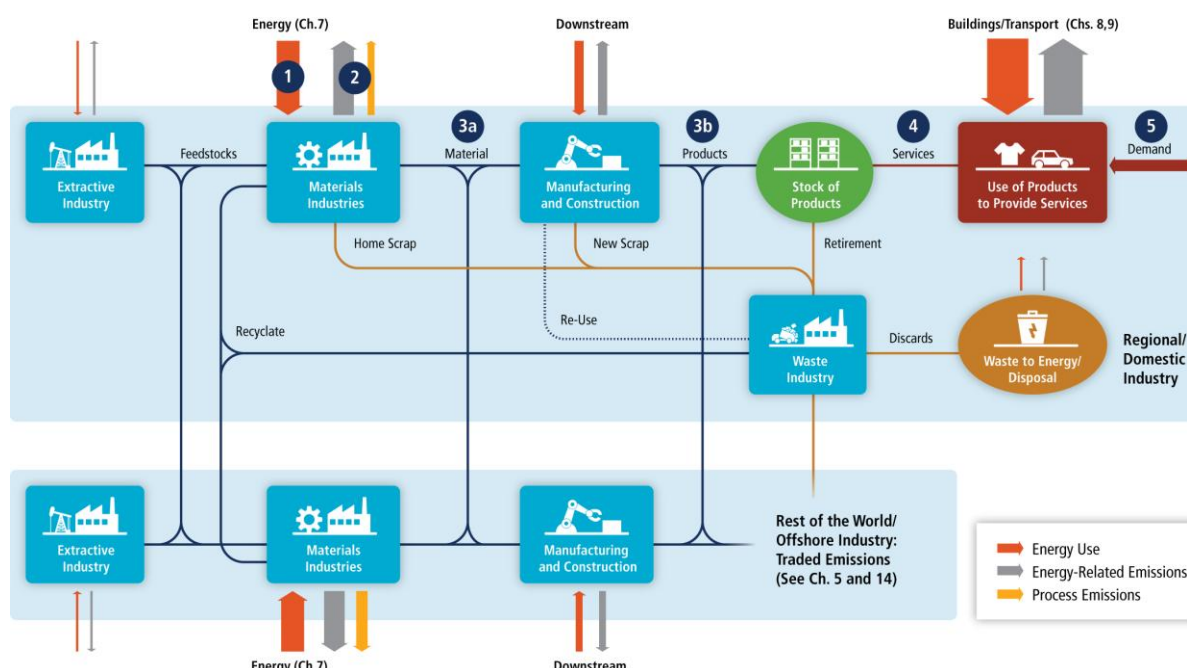 Energy (Ch.7)
Downstream
Buildings/Transport (Chs. 8,9)
1
2
3a
3b
4
5
Extractive
Industry
Feedstocks
Materials
Industries
Material
Manufacturing
and Construction
Products
Stock of
Products
Services
Use of Products
to Provide Services
Demand
Home Scrap
New Scrap
Retirement
Recyclate
Re-Use
Waste
Industry
Discards
Waste to Energy/
Disposal
Regional/
Domestic
Industry
Extractive
Industry
Materials
Industries
Manufacturing
and Construction
Rest of the World/
Offshore Industry:
Traded Emissions
(See Ch. 5 and 14)
Energy Use
Energy-Related Emissions
Process Emissions
Energy (Ch.7)
Downstream